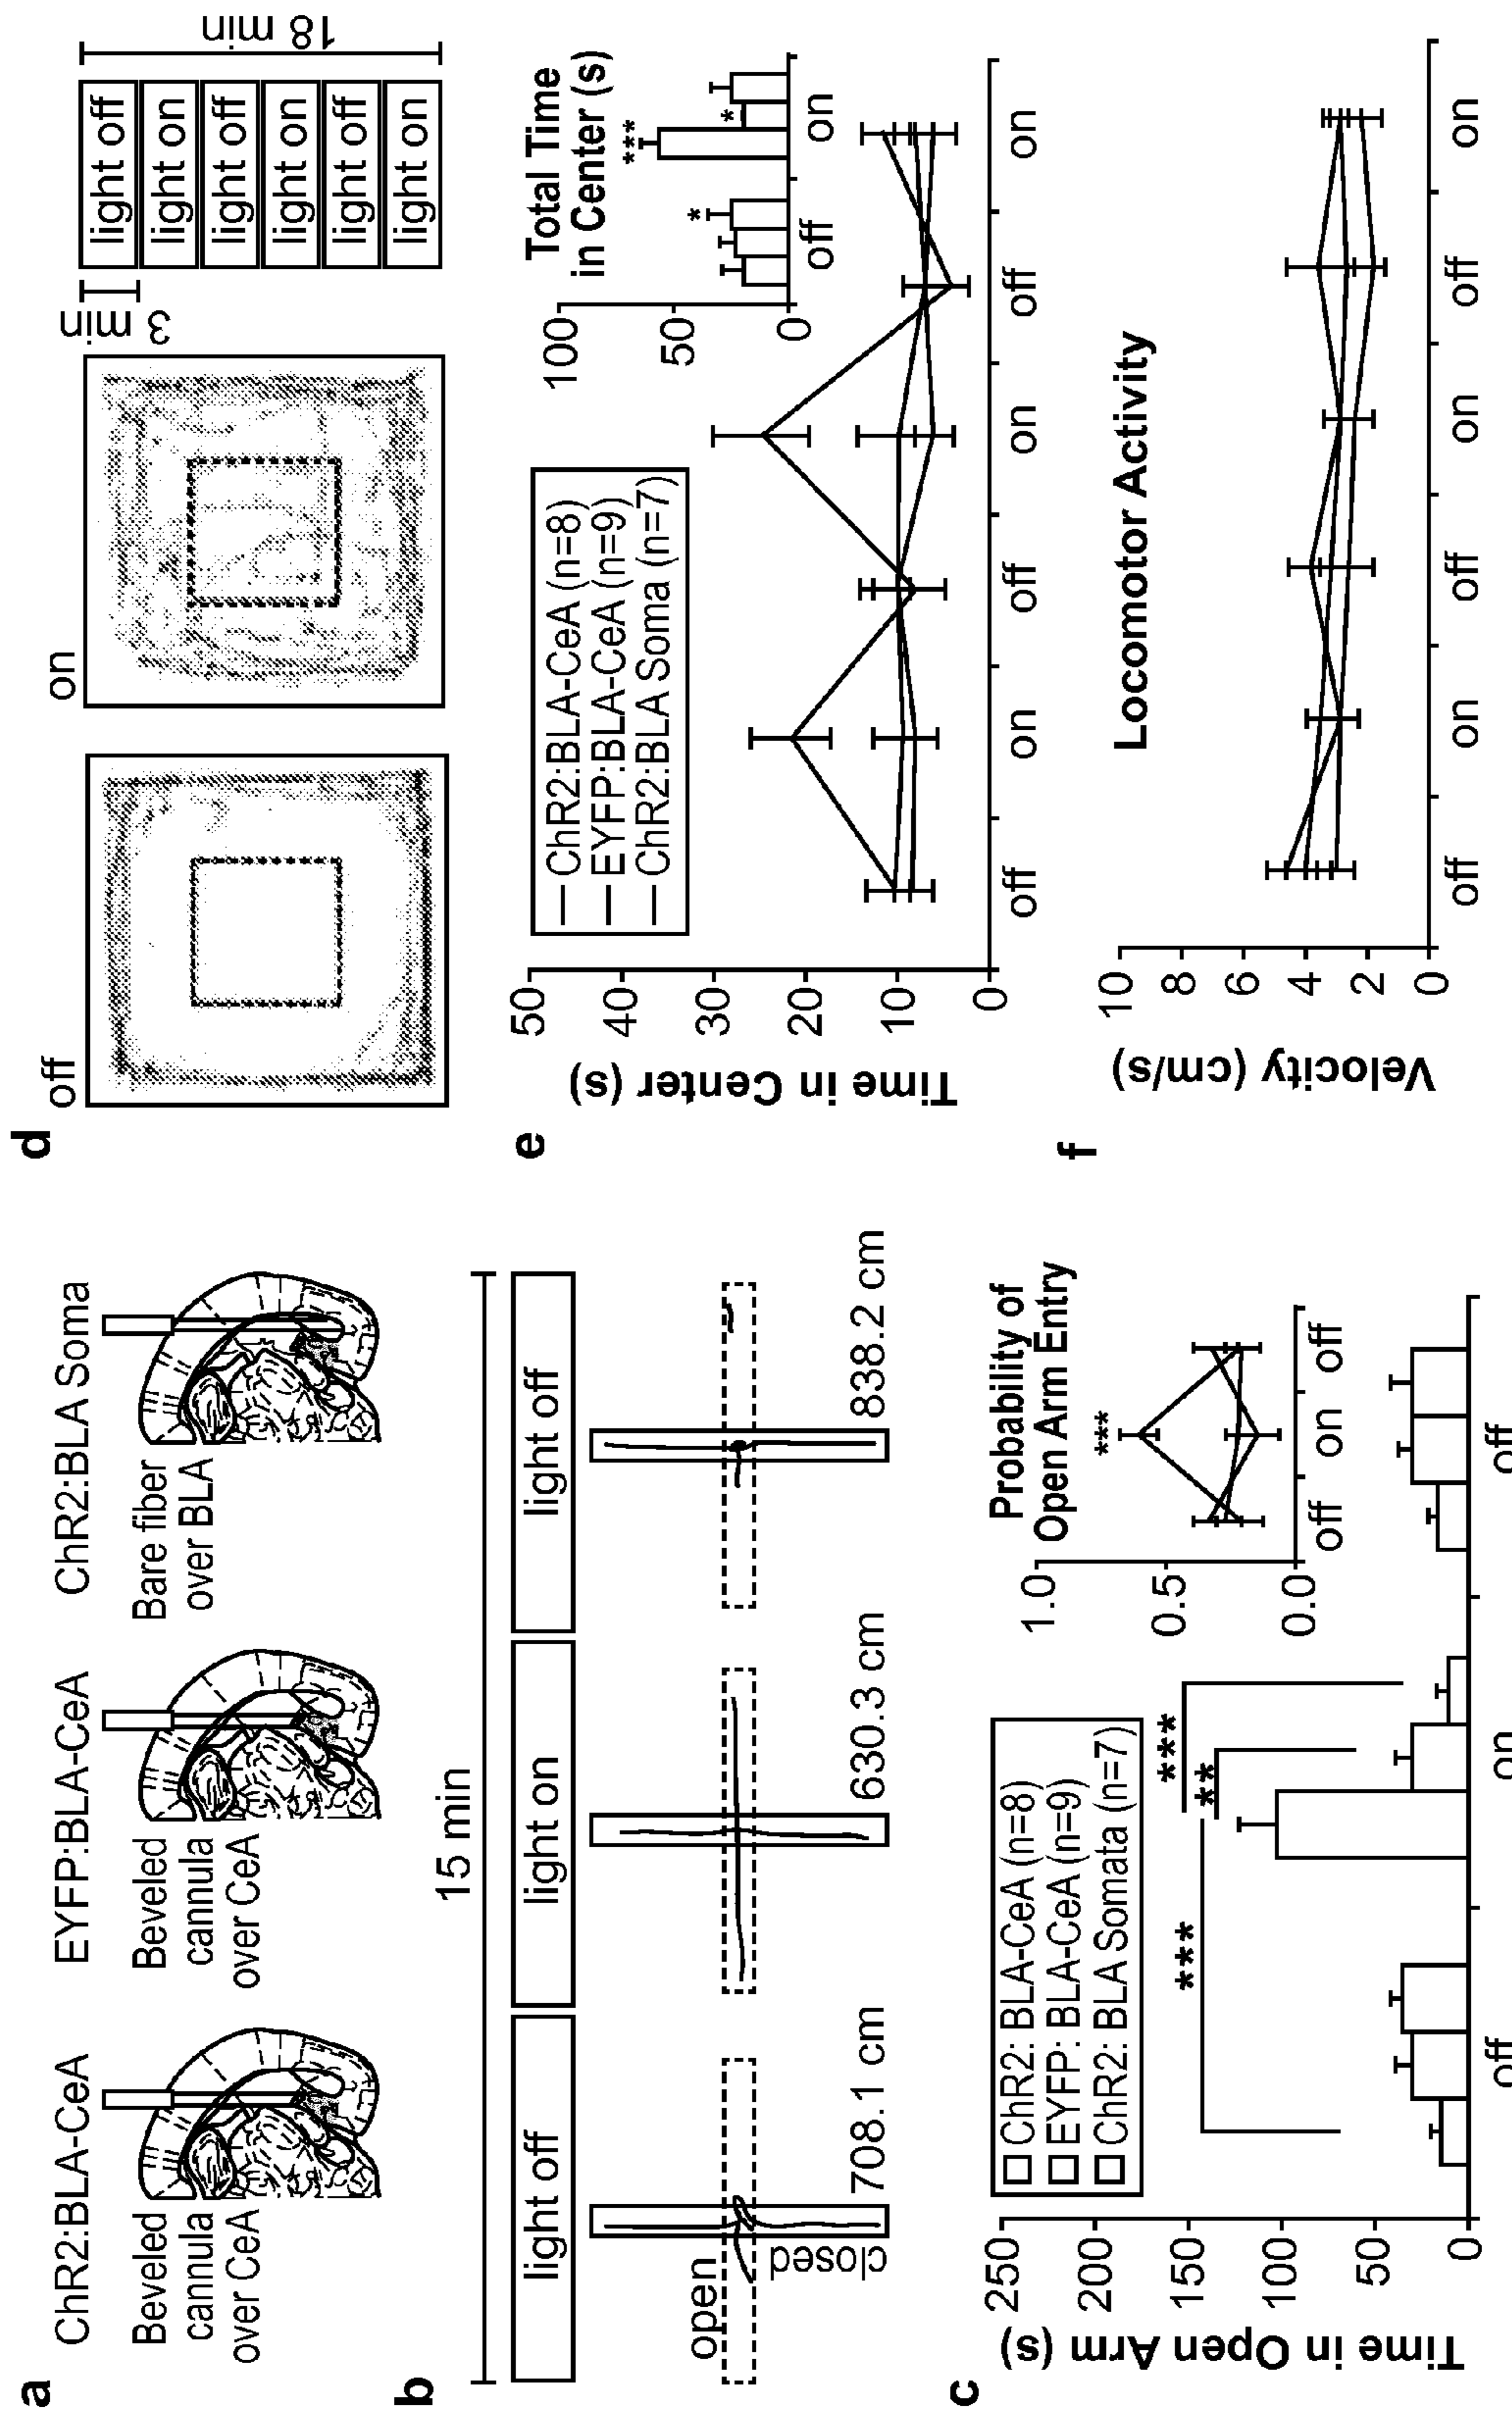 a
ChR2:BLA-CeA
EYFP:BLA-CeA
ChR2:BLA Soma
Beveled
cannula
over CeA
Beveled
cannula
over CeA
Bare fiber
over BLA
b
15 min
light off
light on
light off
open
closed
708.1 cm
630.3 cm
838.2 cm
c
Time in Open Arm (s)
250
200
150
100
50
0
ChR2: BLA-CeA (n=8)
EYFP: BLA-CeA (n=9)
ChR2: BLA Somata (n=7)
***
***
**
off
on
off
Probability of
Open Arm Entry
1.0
0.5
0.0
***
off
on
off
d
off
on
3 min
light off
light on
light off
light on
light off
light on
18 min
e
Time in Center (s)
50
40
30
20
10
0
ChR2:BLA-CeA (n=8)
EYFP:BLA-CeA (n=9)
ChR2:BLA Soma (n=7)
off
on
off
on
off
on
Total Time
in Center (s)
100
50
0
*
***
*
off
on
f
Locomotor Activity
Velocity (cm/s)
10
8
6
4
2
0
off
on
off
on
off
on